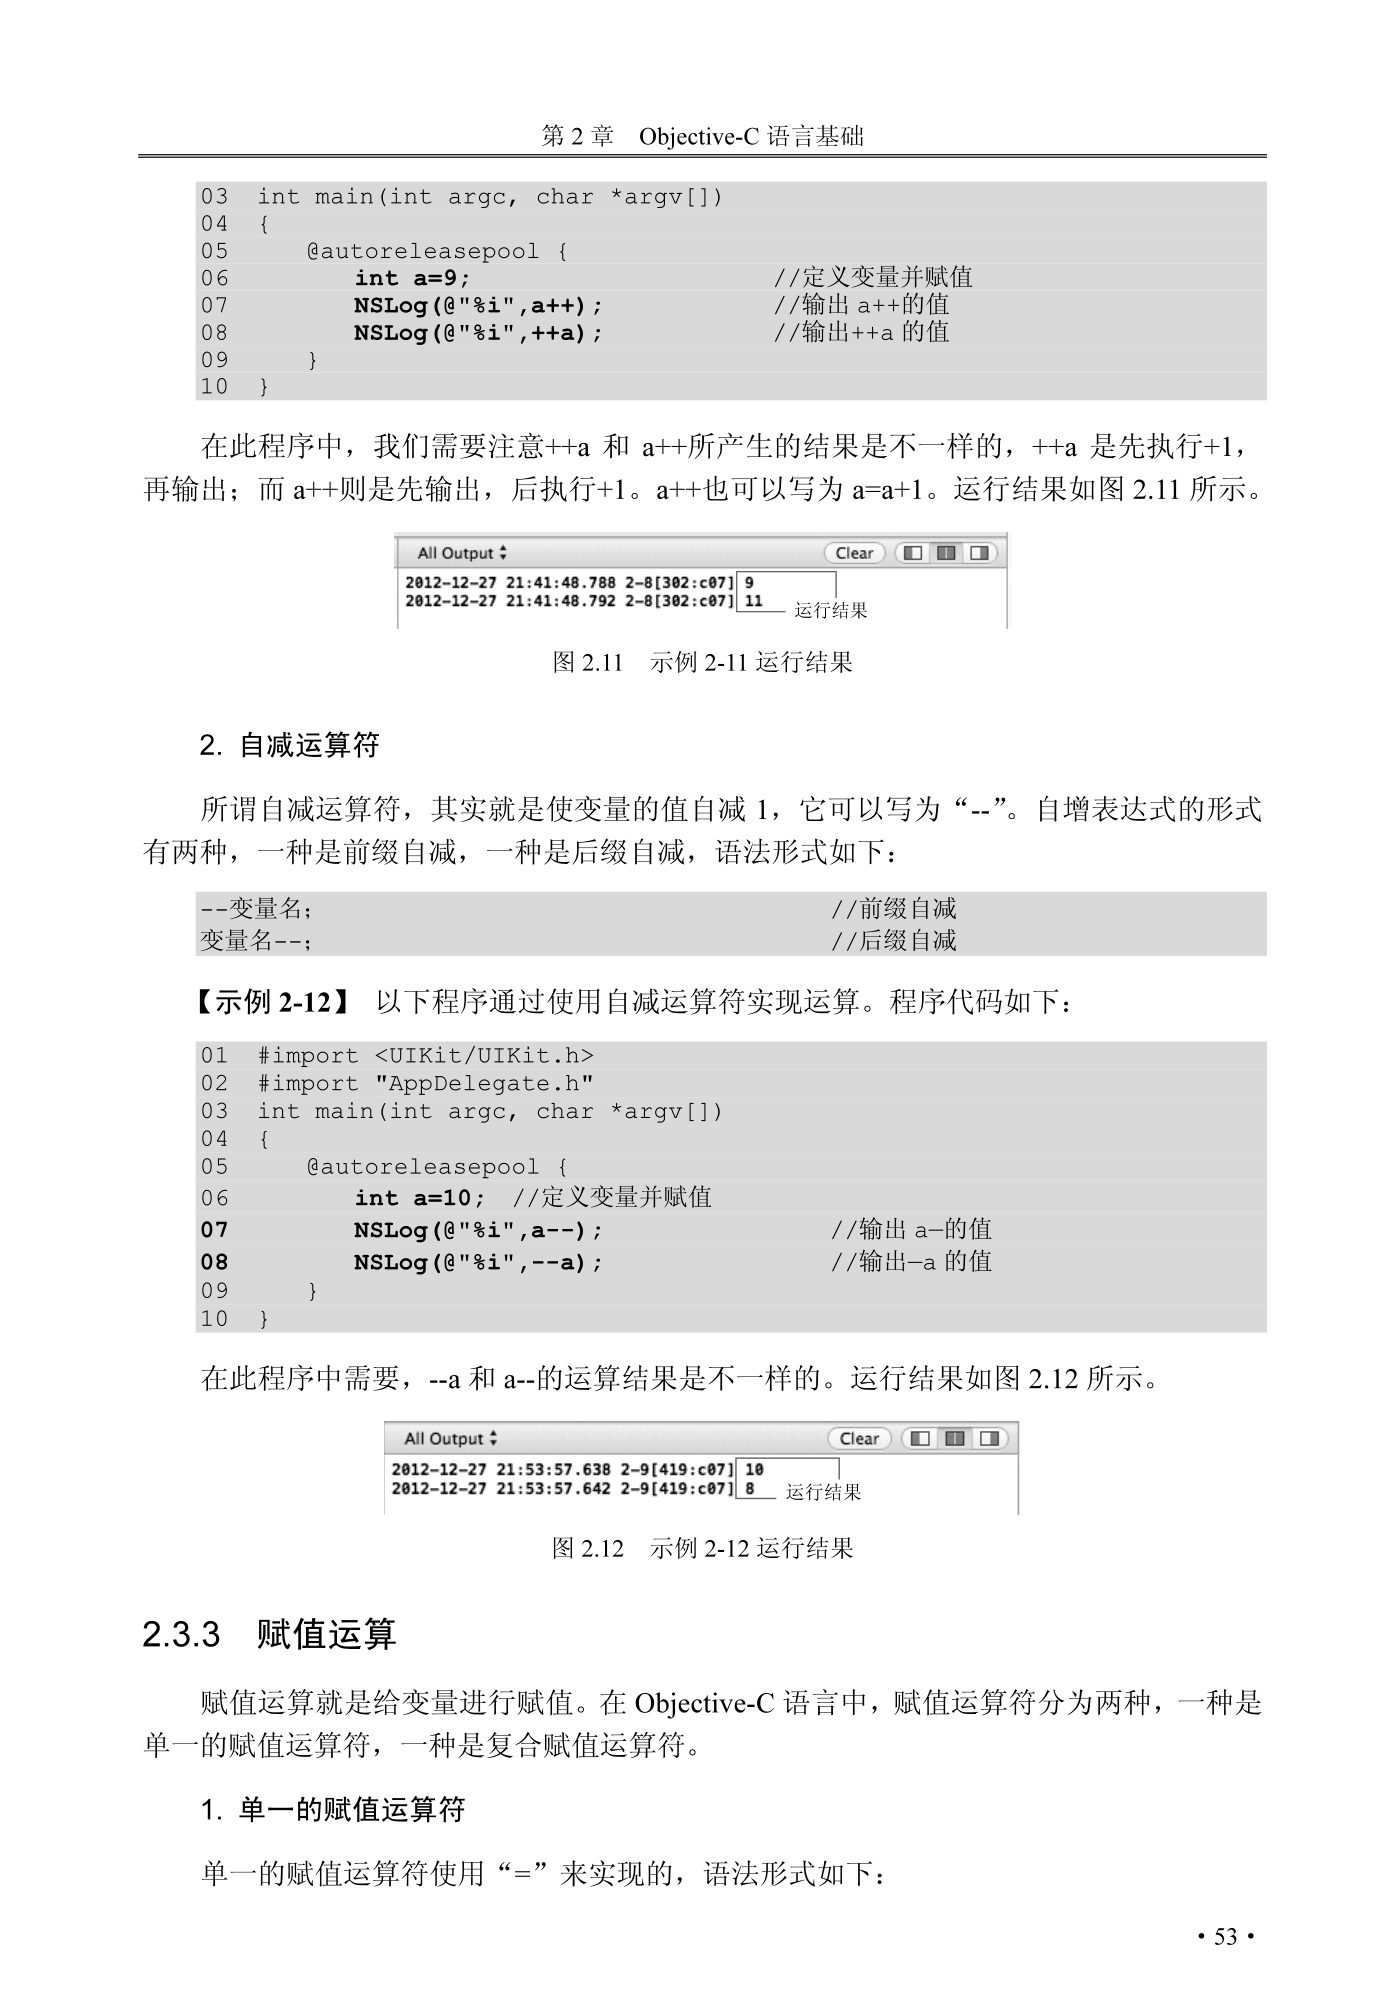 第 2 章　Objective-C 语言基础
03  int main(int argc, char *argv[])
04  {
05     @autoreleasepool {
06        int a=9;                //定义变量并赋值
07        NSLog(@"%i",a++);       //输出 a++的值
08        NSLog(@"%i",++a);       //输出++a 的值
09     }
10  }
在此程序中，我们需要注意++a 和 a++所产生的结果是不一样的，++a 是先执行+1，
再输出；而 a++则是先输出，后执行+1。a++也可以写为 a=a+1。运行结果如图 2.11 所示。
All Output Clear
2012-12-27 21:41:48.788 2-8[302:c07] 9
2012-12-27 21:41:48.792 2-8[302:c07] 11
运行结果
图 2.11　示例 2-11 运行结果
2. 自减运算符
所谓自减运算符，其实就是使变量的值自减 1，它可以写为“--”。自增表达式的形式
有两种，一种是前缀自减，一种是后缀自减，语法形式如下：
--变量名;                //前缀自减
变量名--;                //后缀自减
【示例 2-12】 以下程序通过使用自减运算符实现运算。程序代码如下：
01  #import <UIKit/UIKit.h>
02  #import "AppDelegate.h"
03  int main(int argc, char *argv[])
04  {
05     @autoreleasepool {
06        int a=10;  //定义变量并赋值
07        NSLog(@"%i",a--);       //输出 a—的值
08        NSLog(@"%i",--a);       //输出—a 的值
09     }
10  }
在此程序中需要，--a 和 a--的运算结果是不一样的。运行结果如图 2.12 所示。
All Output Clear
2012-12-27 21:53:57.638 2-9[419:c07] 10
2012-12-27 21:53:57.642 2-9[419:c07] 8
运行结果
图 2.12　示例 2-12 运行结果
2.3.3　赋值运算
赋值运算就是给变量进行赋值。在 Objective-C 语言中，赋值运算符分为两种，一种是
单一的赋值运算符，一种是复合赋值运算符。
1. 单一的赋值运算符
单一的赋值运算符使用“=”来实现的，语法形式如下：
· 53 ·